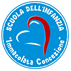 SCUOLA DELL'INFANZIA
Immacolata Concezione